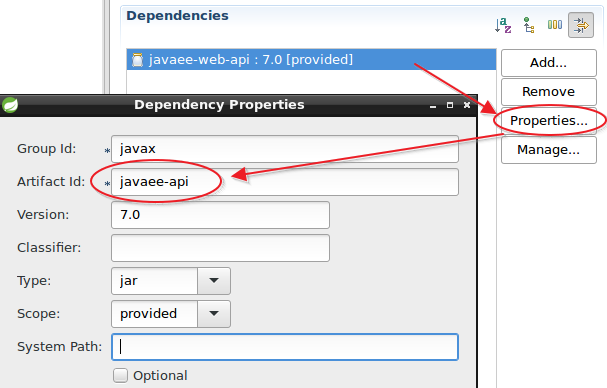 Dependencies
javaee-web-api : 7.0 [provided]
Add...
Remove
Properties...
Manage...
Dependency Properties
Group Id: * javax
Artifact Id: * javaee-api
Version: 7.0
Classifier:
Type: jar
Scope: provided
System Path:
Optional